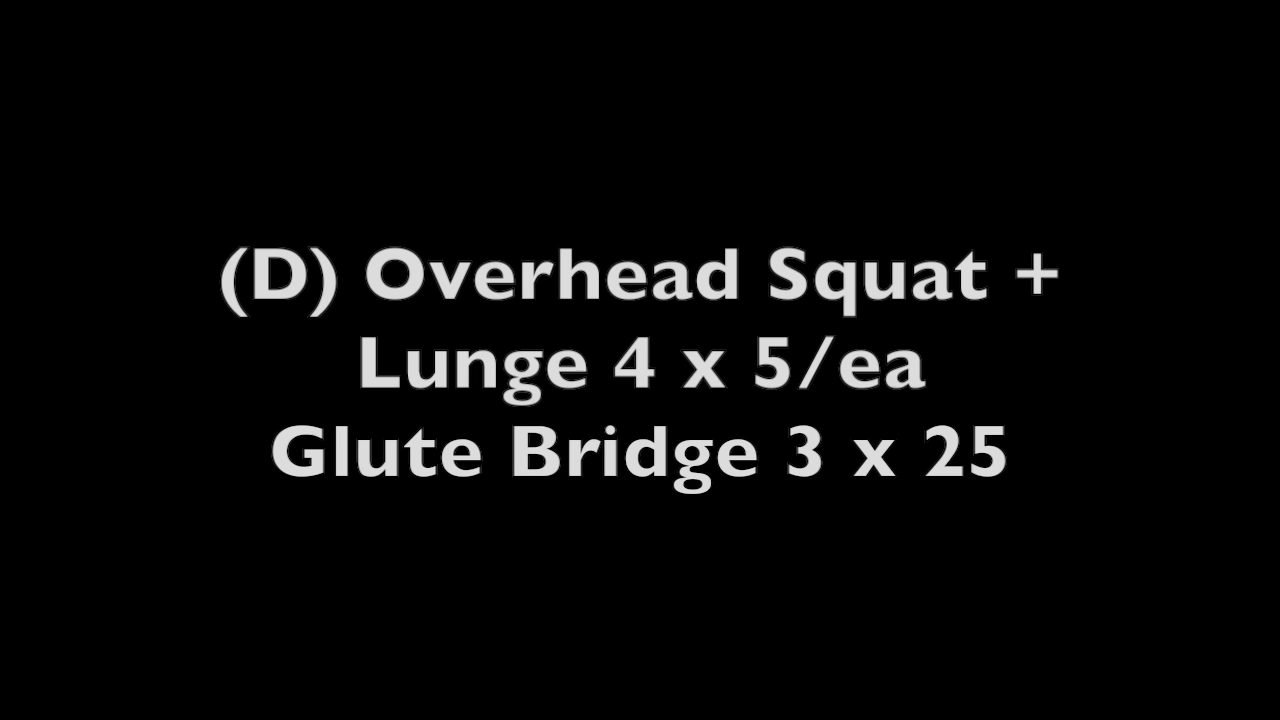 (D) Overhead Squat +
Lunge 4 x 5/ea
Glute Bridge 3 x 25